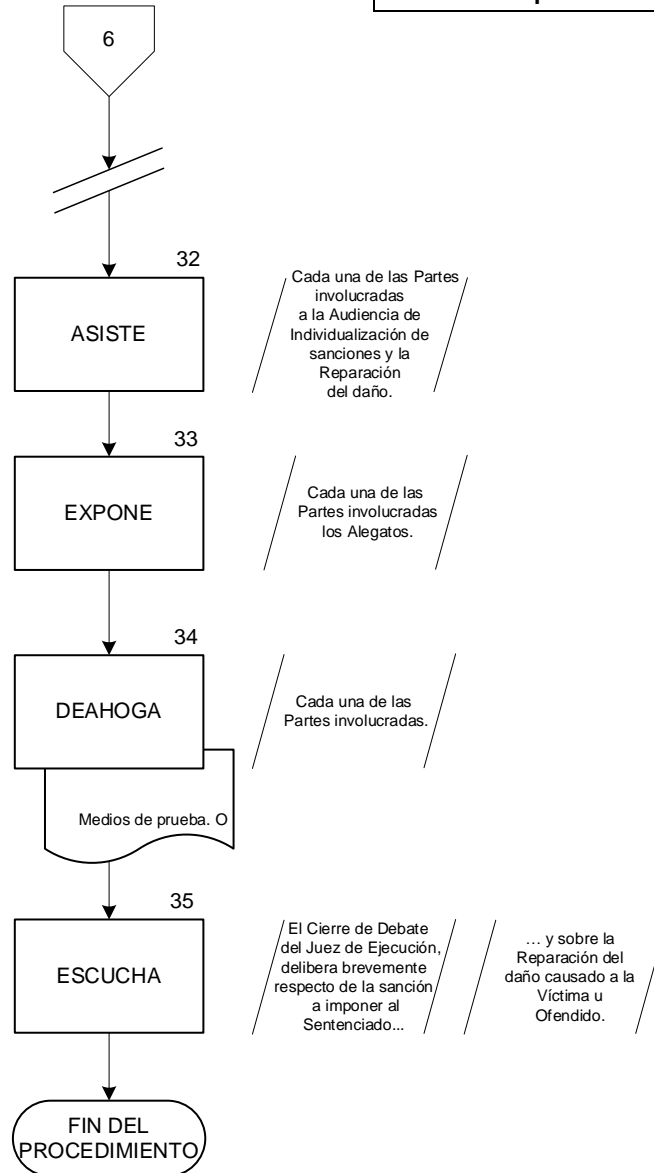 6
32
ASISTE
Cada una de las Partes
involucradas
a la Audiencia de
Individualización de
sanciones y la
Reparación
del daño.
33
EXPONE
Cada una de las
Partes involucradas
los Alegatos.
34
DEAHOGA
Cada una de las
Partes involucradas.
Medios de prueba. O
35
ESCUCHA
El Cierre de Debate
del Juez de Ejecución,
delibera brevemente
respecto de la sanción
a imponer al
Sentenciado...
... y sobre la
Reparación del
daño causado a la
Víctima u
Ofendido.
FIN DEL
PROCEDIMIENTO